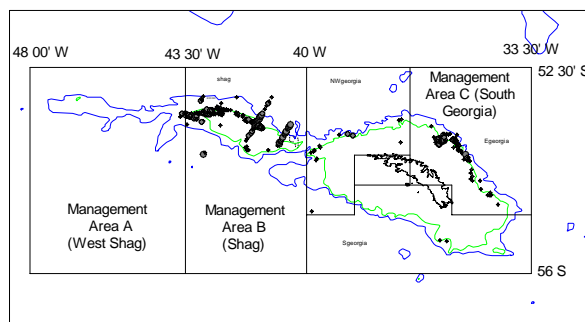 48 00' W
43 30' W
40 W
33 30' W
52 30' S
shag
NWgeorgia
Management
Area C (South
Georgia)
Egeorgia
Management
Area A
(West Shag)
Management
Area B
(Shag)
Sgeorgia
56 S